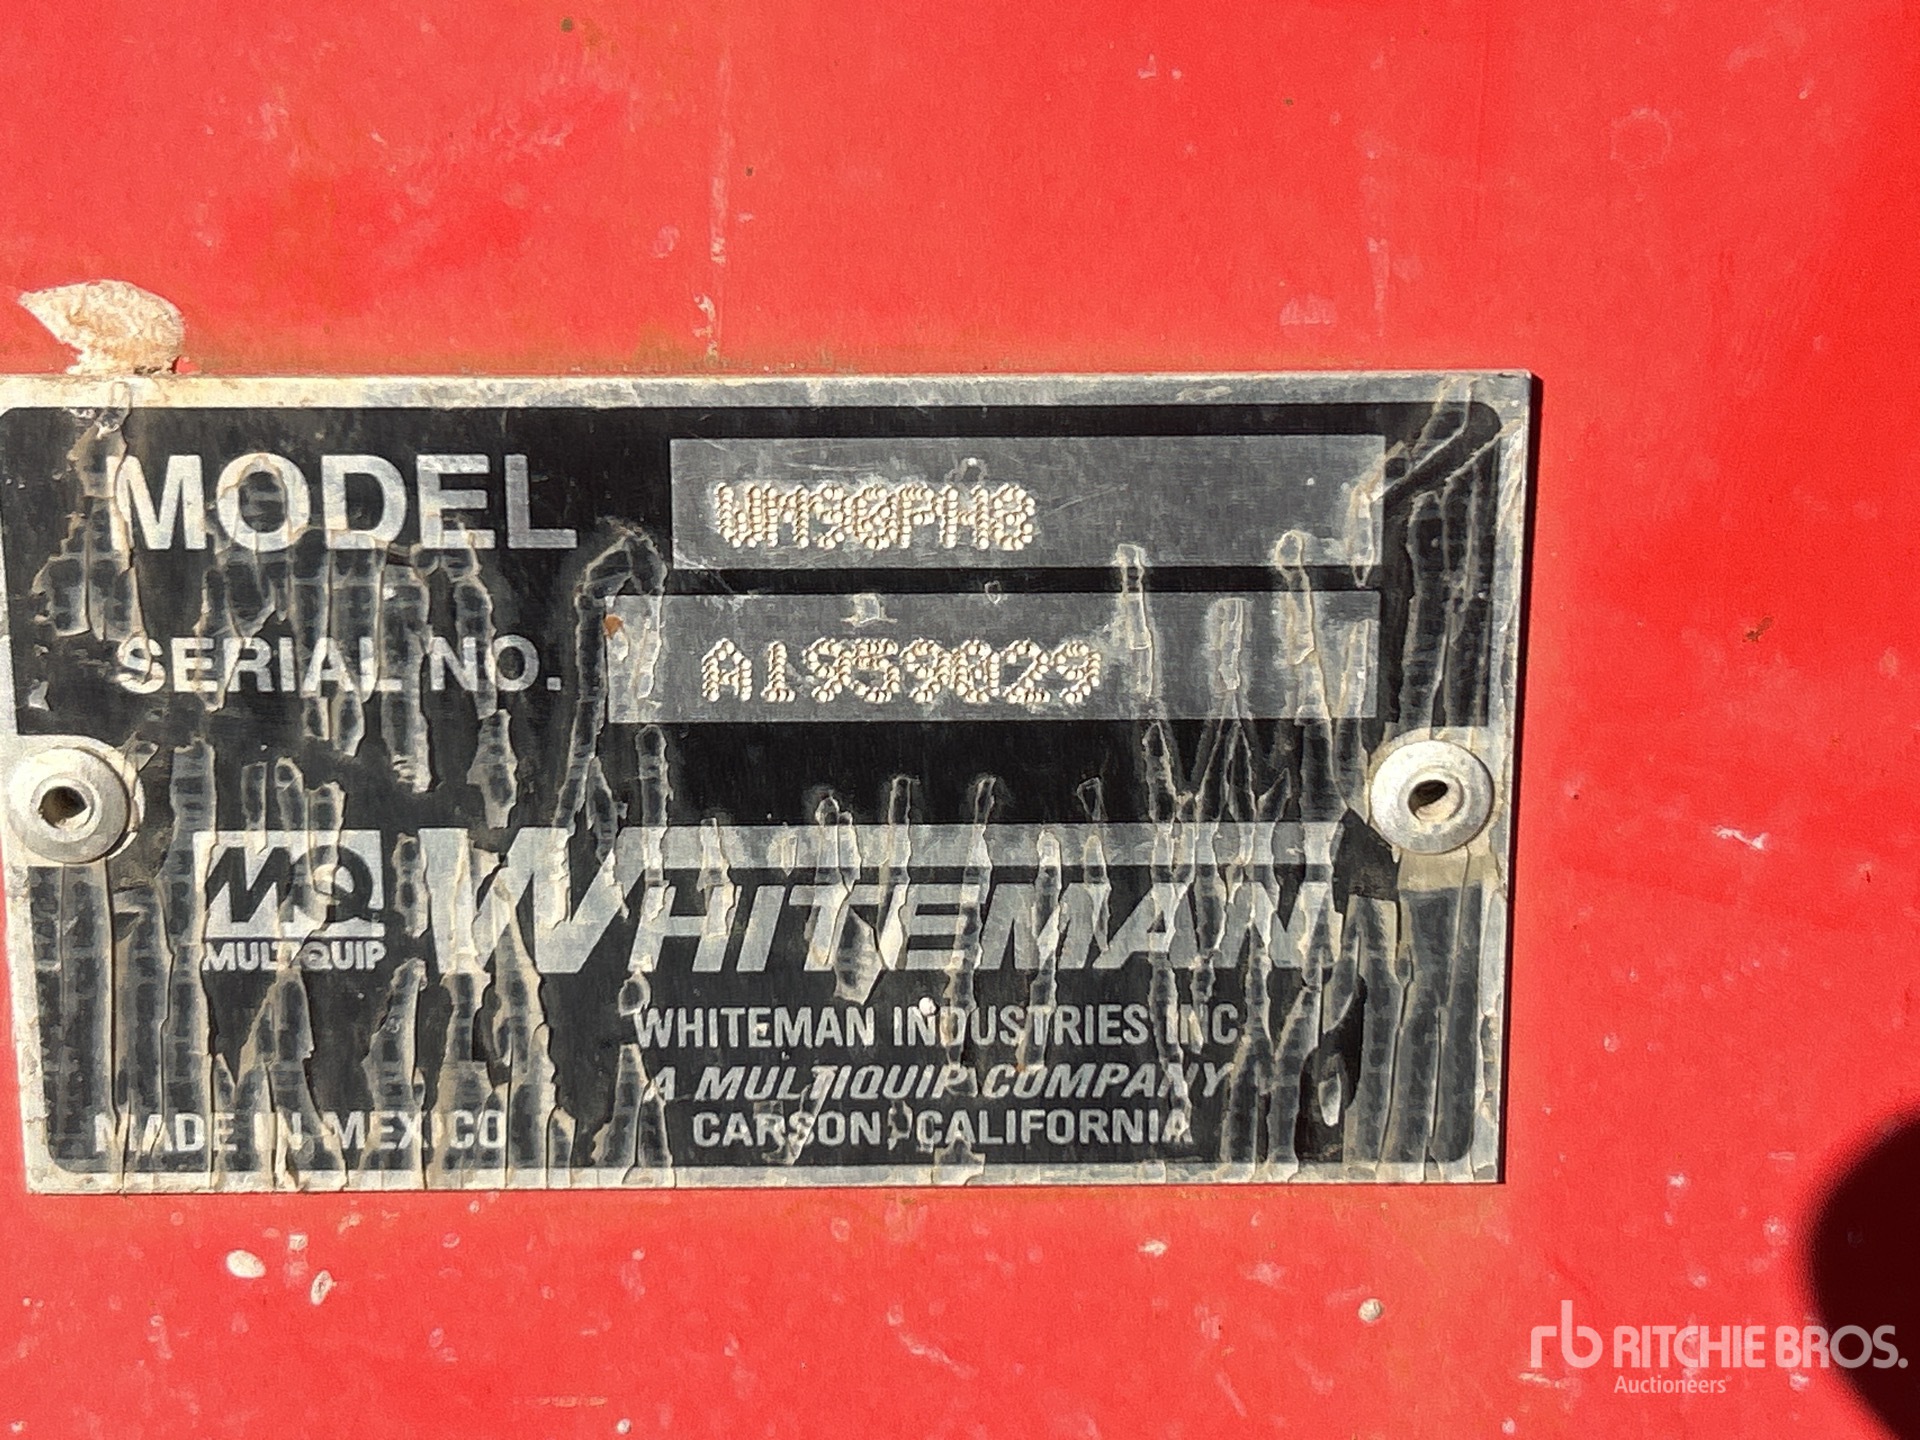 MODEL WM90PH8
SERIAL NO. A1959029
MQ
MULTIQUIP
WHITEMAN
WHITEMAN INDUSTRIES INC
A MULTIQUIP COMPANY
MADE IN MEXICO
CARSON, CALIFORNIA
rb RITCHIE BROS.
Auctioneers